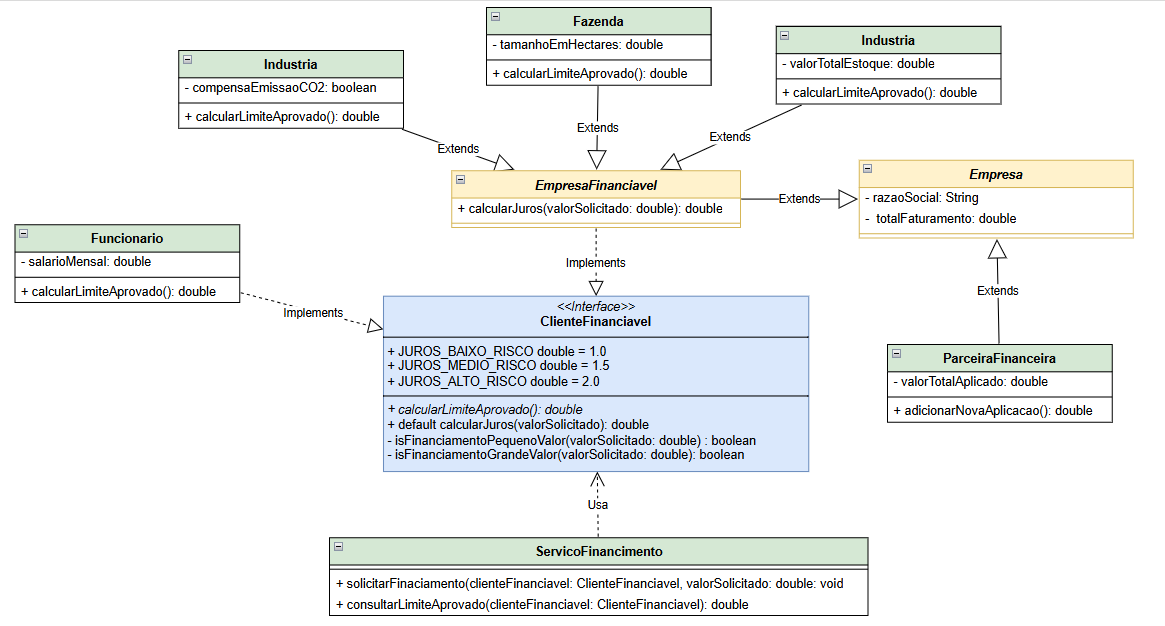 Fazenda
- tamanhoEmHectares: double
+ calcularLimiteAprovado(): double
Industria
- valorTotalEstoque: double
+ calcularLimiteAprovado(): double
Industria
- compensaEmissaoCO2: boolean
+ calcularLimiteAprovado(): double
Extends
Extends
Extends
EmpresaFinanciavel
+ calcularJuros(valorSolicitado: double): double
Extends
Empresa
- razaoSocial: String
- totalFaturamento: double
Funcionario
- salarioMensal: double
+ calcularLimiteAprovado(): double
Implements
Implements
Extends
<<Interface>>
ClienteFinanciavel
+ JUROS_BAIXO_RISCO double = 1.0
+ JUROS_MEDIO_RISCO double = 1.5
+ JUROS_ALTO_RISCO double = 2.0
+ calcularLimiteAprovado(): double
+ default calcularJuros(valorSolicitado): double
- isFinanciamentoPequenoValor(valorSolicitado: double) : boolean
- isFinanciamentoGrandeValor(valorSolicitado: double): boolean
ParceiraFinanceira
- valorTotalAplicado: double
+ adicionarNovaAplicacao(): double
Usa
ServicoFinancimento
+ solicitarFinaciamento(clienteFinanciavel: ClienteFinanciavel, valorSolicitado: double: void
+ consultarLimiteAprovado(clienteFinanciavel: ClienteFinanciavel): double